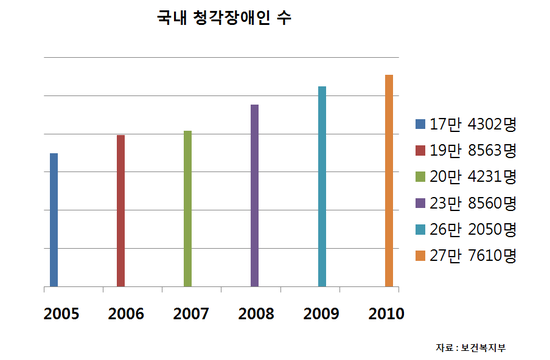 국내 청각장애인 수
17만 4302명
19만 8563명
20만 4231명
23만 8560명
26만 2050명
27만 7610명
2005 2006 2007 2008 2009 2010
자료 : 보건복지부